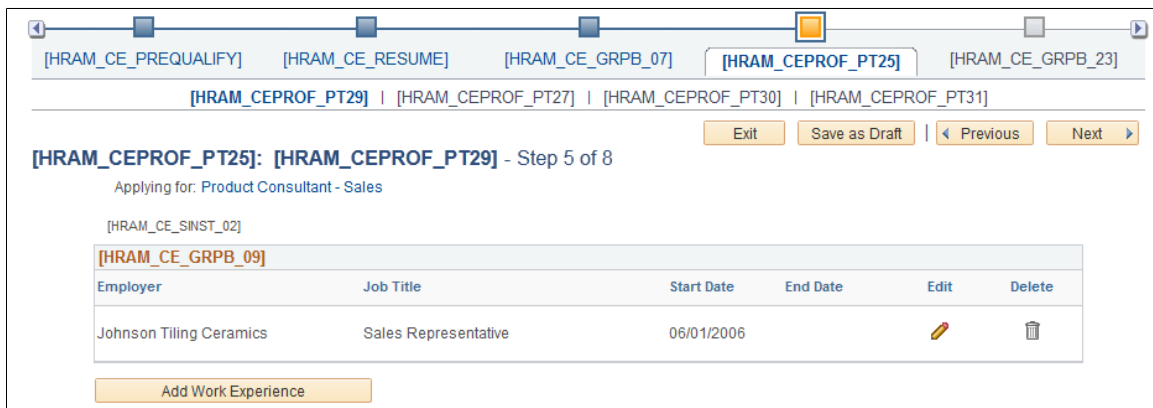 [HRAM_CE_PREQUALIFY] [HRAM_CE_RESUME] [HRAM_CE_GRPB_07] [HRAM_CEPROF_PT25] [HRAM_CE_GRPB_23]
[HRAM_CEPROF_PT29] | [HRAM_CEPROF_PT27] | [HRAM_CEPROF_PT30] | [HRAM_CEPROF_PT31]
Exit Save as Draft | Previous Next
[HRAM_CEPROF_PT25]: [HRAM_CEPROF_PT29] - Step 5 of 8
Applying for: Product Consultant - Sales
[HRAM_CE_SINST_02]
[HRAM_CE_GRPB_09]
Employer Job Title Start Date End Date Edit Delete
Johnson Tiling Ceramics Sales Representative 06/01/2006
Add Work Experience